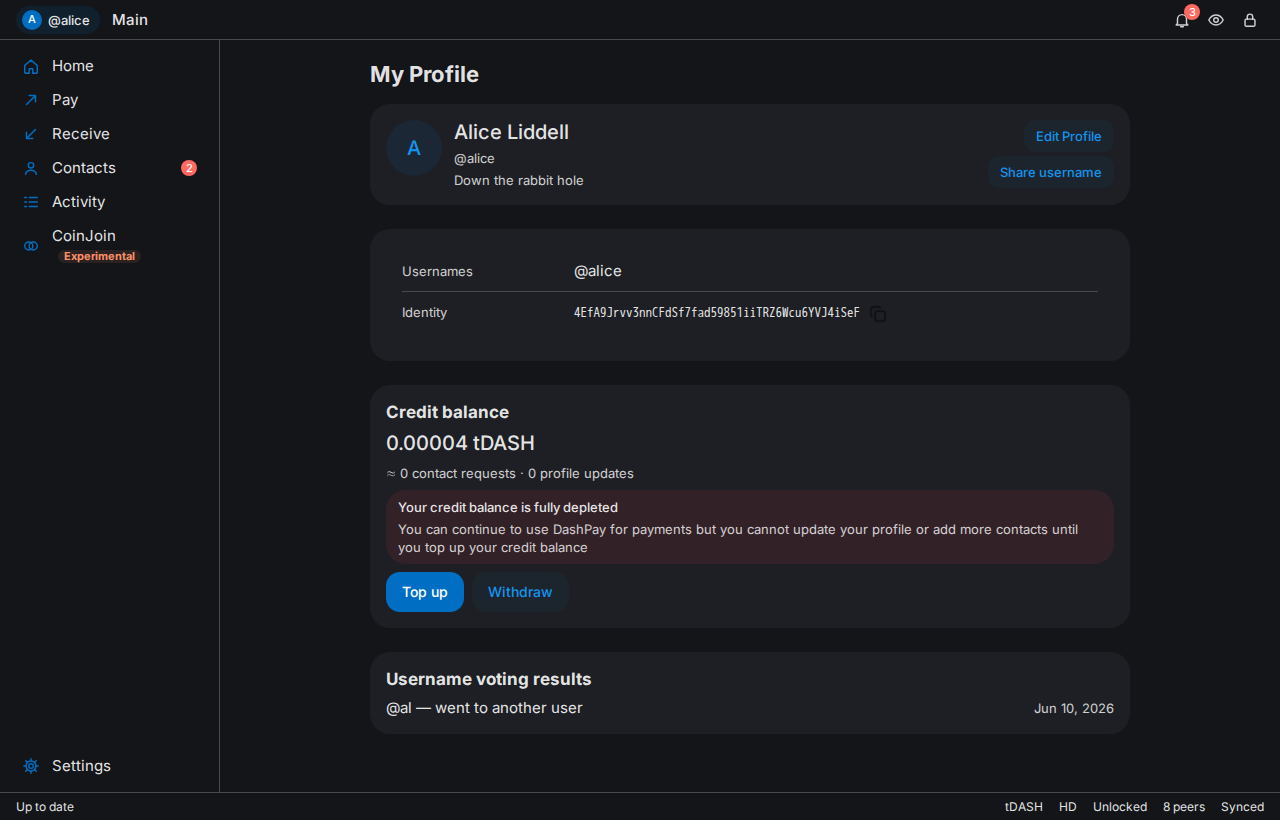 A @alice Main 3
Home
Pay
Receive
Contacts 2
Activity
CoinJoin
Experimental
Settings
My Profile
A
Alice Liddell
@alice
Down the rabbit hole
Edit Profile
Share username
Usernames @alice
Identity 4EfA9Jrvv3nnCFdSf7fad59851iiTRZ6Wcu6YVJ4iSeF
Credit balance
0.00004 tDASH
≈ 0 contact requests · 0 profile updates
Your credit balance is fully depleted
You can continue to use DashPay for payments but you cannot update your profile or add more contacts until
you top up your credit balance
Top up Withdraw
Username voting results
@al — went to another user Jun 10, 2026
Up to date tDASH HD Unlocked 8 peers Synced